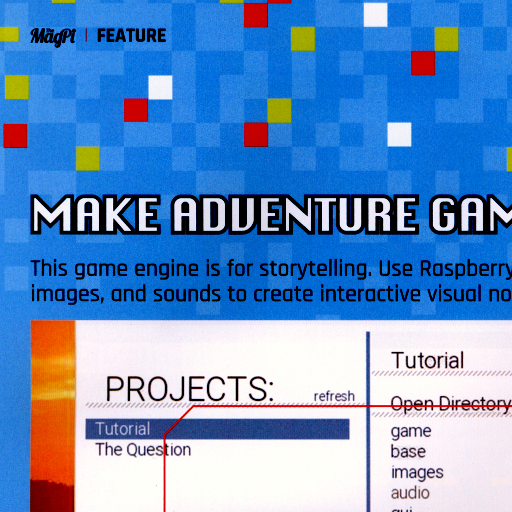 MagPi | FEATURE
MAKE ADVENTURE GAM
This game engine is for storytelling. Use Raspberry
images, and sounds to create interactive visual no
PROJECTS:
refresh
Tutorial
The Question
Tutorial
Open Directory
game
base
images
audio
gui